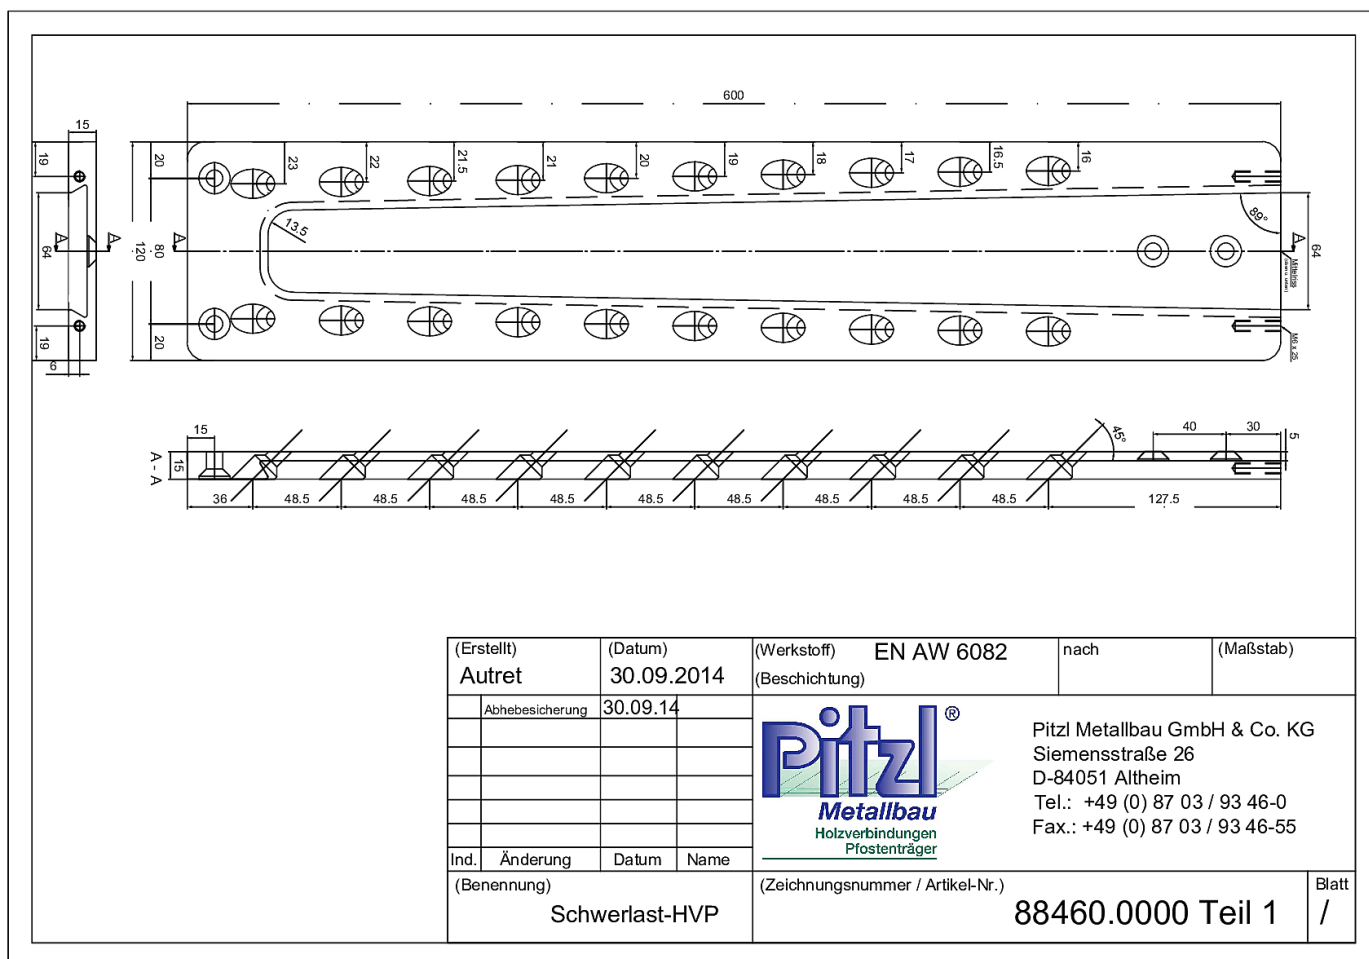 600
15
19
64
19
6
A
A
20
80
120
20
A
23
22
21.5
21
20
19
18
17
16.5
16
13.5
89°
A
64
Mittelriss
M6 x 25
A - A
15
15
45°
40
30
5
36
48.5
48.5
48.5
48.5
48.5
48.5
48.5
48.5
48.5
127.5
(Erstellt)
Autret
(Datum)
30.09.2014
(Werkstoff) EN AW 6082
(Beschichtung)
nach
(Maßstab)
Abhebesicherung 30.09.14
Ind. Änderung Datum Name
Pitzl ®
Metallbau
Holzverbindungen
Pfostenträger
Pitzl Metallbau GmbH & Co. KG
Siemensstraße 26
D-84051 Altheim
Tel.: +49 (0) 87 03 / 93 46-0
Fax.: +49 (0) 87 03 / 93 46-55
(Benennung)
Schwerlast-HVP
(Zeichnungsnummer / Artikel-Nr.)
88460.0000 Teil 1
Blatt
/